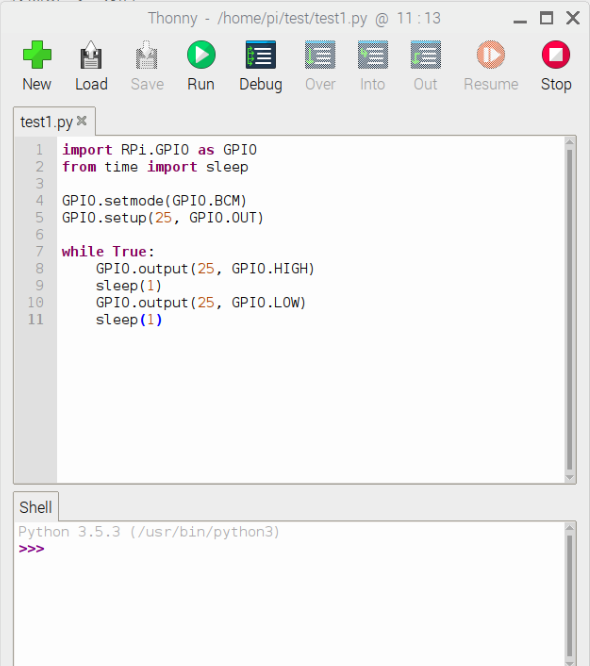 Thonny - /home/pi/test/test1.py @ 11 : 13
New Load Save Run Debug Over Into Out Resume Stop
test1.py
1 import RPi.GPIO as GPIO
2 from time import sleep
3
4 GPIO.setmode(GPIO.BCM)
5 GPIO.setup(25, GPIO.OUT)
6
7 while True:
8     GPIO.output(25, GPIO.HIGH)
9     sleep(1)
10     GPIO.output(25, GPIO.LOW)
11     sleep(1)
Shell
Python 3.5.3 (/usr/bin/python3)
>>>